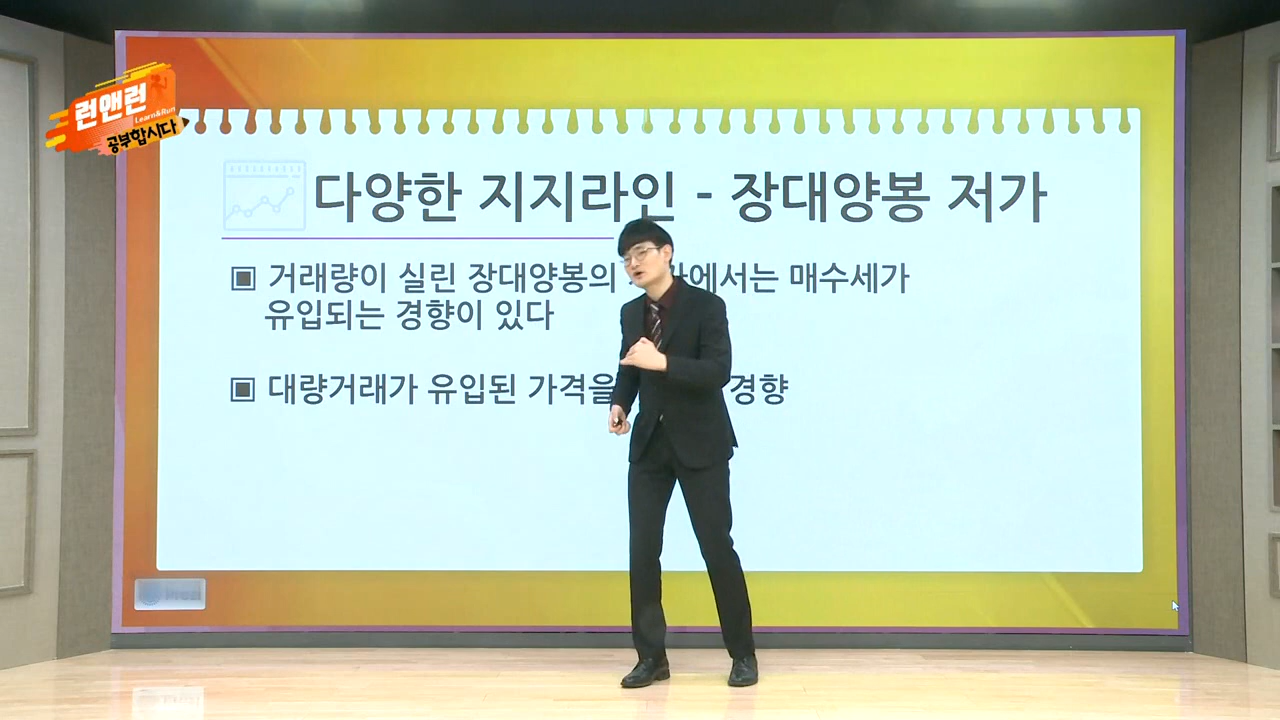 런앤런
Learn&Run
공부합시다
다양한 지지라인 - 장대양봉 저가
▣ 거래량이 실린 장대양봉의 에서는 매수세가
유입되는 경향이 있다
▣ 대량거래가 유입된 가격을 경향